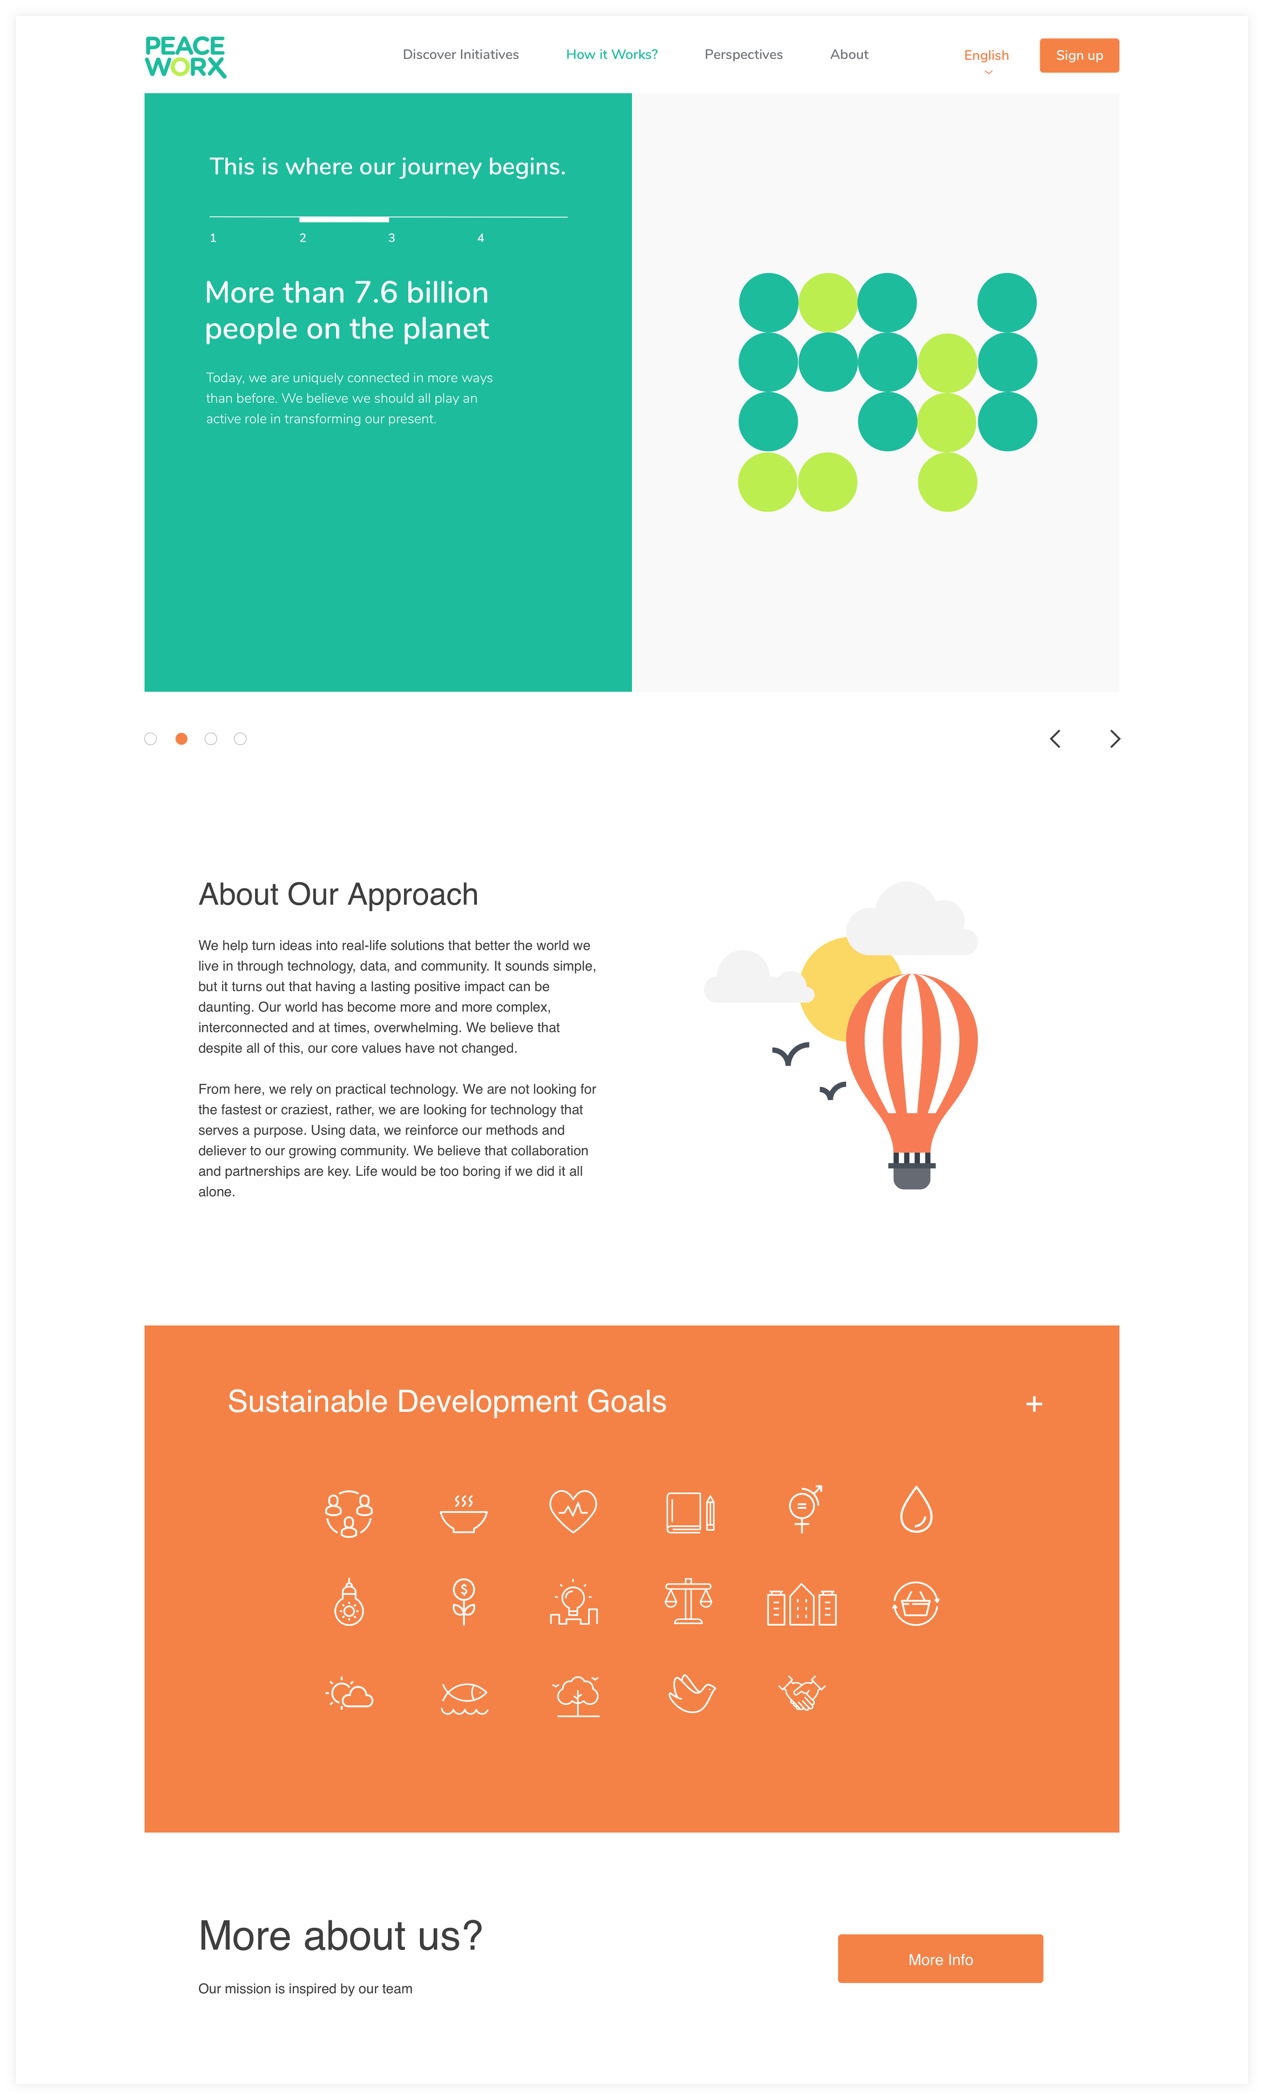 PEACE
WORX
Discover Initiatives
How it Works?
Perspectives
About
English
Sign up
This is where our journey begins.
1 2 3 4
More than 7.6 billion
people on the planet
Today, we are uniquely connected in more ways
than before. We believe we should all play an
active role in transforming our present.
About Our Approach
We help turn ideas into real-life solutions that better the world we
live in through technology, data, and community. It sounds simple,
but it turns out that having a lasting positive impact can be
daunting. Our world has become more and more complex,
interconnected and at times, overwhelming. We believe that
despite all of this, our core values have not changed.
From here, we rely on practical technology. We are not looking for
the fastest or craziest, rather, we are looking for technology that
serves a purpose. Using data, we reinforce our methods and
deliever to our growing community. We believe that collaboration
and partnerships are key. Life would be too boring if we did it all
alone.
Sustainable Development Goals
+
More about us?
Our mission is inspired by our team
More Info